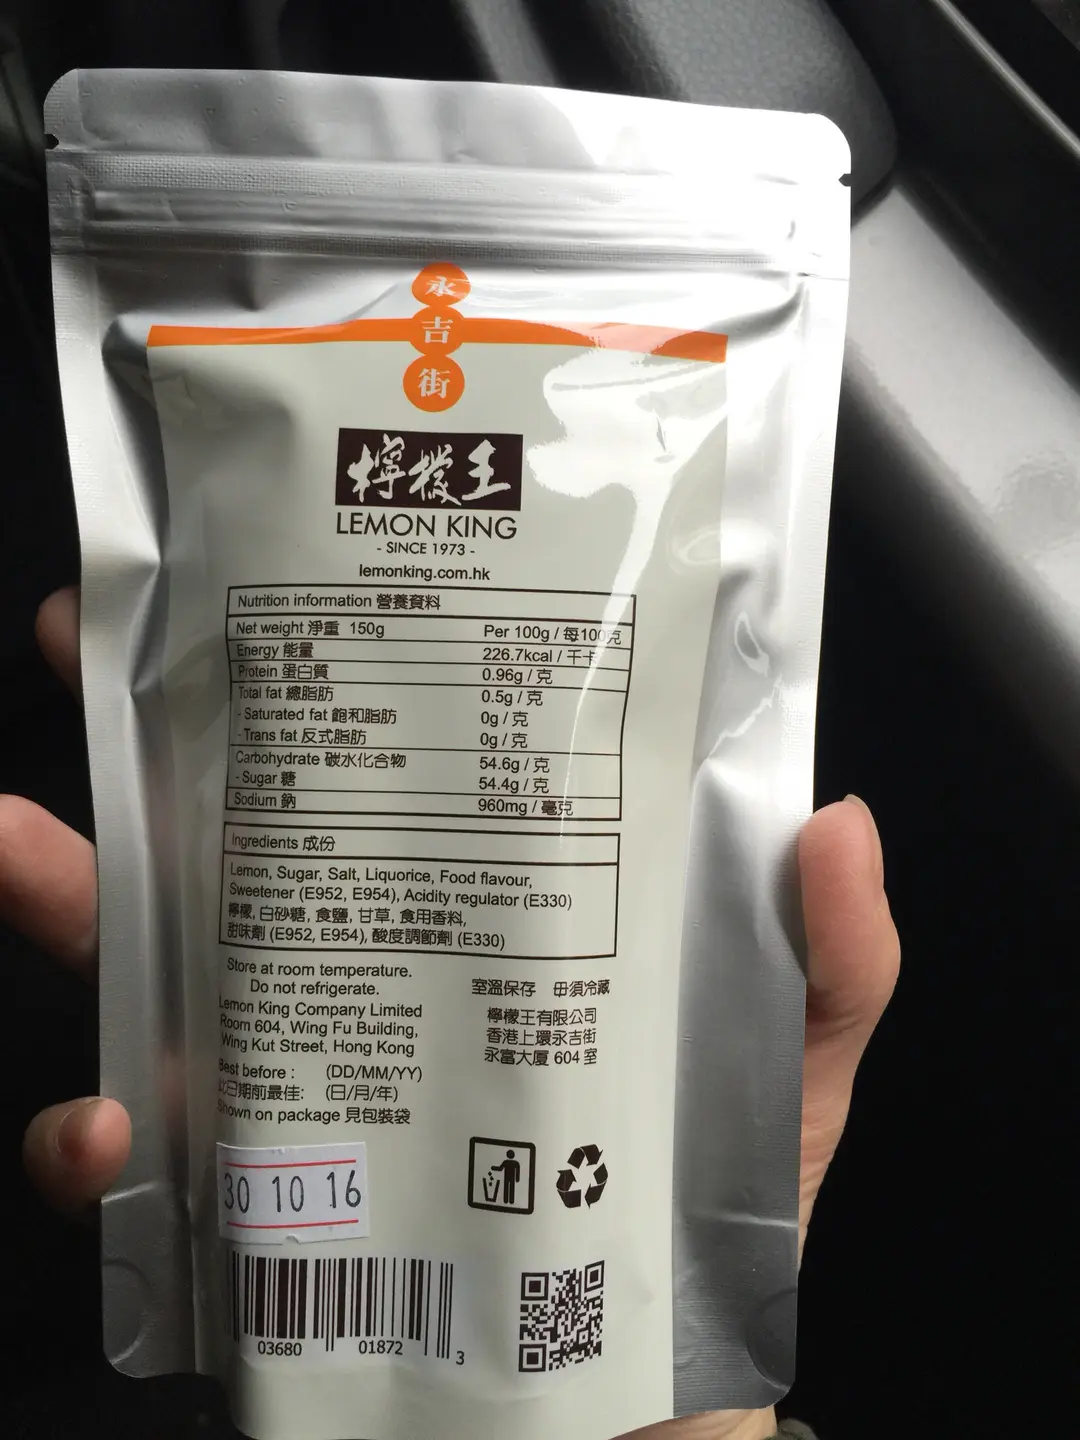 永
吉
街
檸檬王
LEMON KING
- SINCE 1973 -
lemonking.com.hk
Nutrition information 營養資料
Net weight 淨重 150g Per 100g / 每100克
Energy 能量 226.7kcal / 千卡
Protein 蛋白質 0.96g / 克
Total fat 總脂肪 0.5g / 克
- Saturated fat 飽和脂肪 0g / 克
- Trans fat 反式脂肪 0g / 克
Carbohydrate 碳水化合物 54.6g / 克
- Sugar 糖 54.4g / 克
Sodium 鈉 960mg / 毫克
Ingredients 成份
Lemon, Sugar, Salt, Liquorice, Food flavour,
Sweetener (E952, E954), Acidity regulator (E330)
檸檬, 白砂糖, 食鹽, 甘草, 食用香料,
甜味劑 (E952, E954), 酸度調節劑 (E330)
Store at room temperature.
Do not refrigerate.
室溫保存 毋須冷藏
Lemon King Company Limited
Room 604, Wing Fu Building,
Wing Kut Street, Hong Kong
檸檬王有限公司
香港上環永吉街
永富大厦 604 室
Best before : (DD/MM/YY)
此日期前最佳: (日/月/年)
Shown on package 見包裝袋
30 10 16
03680 01872 3